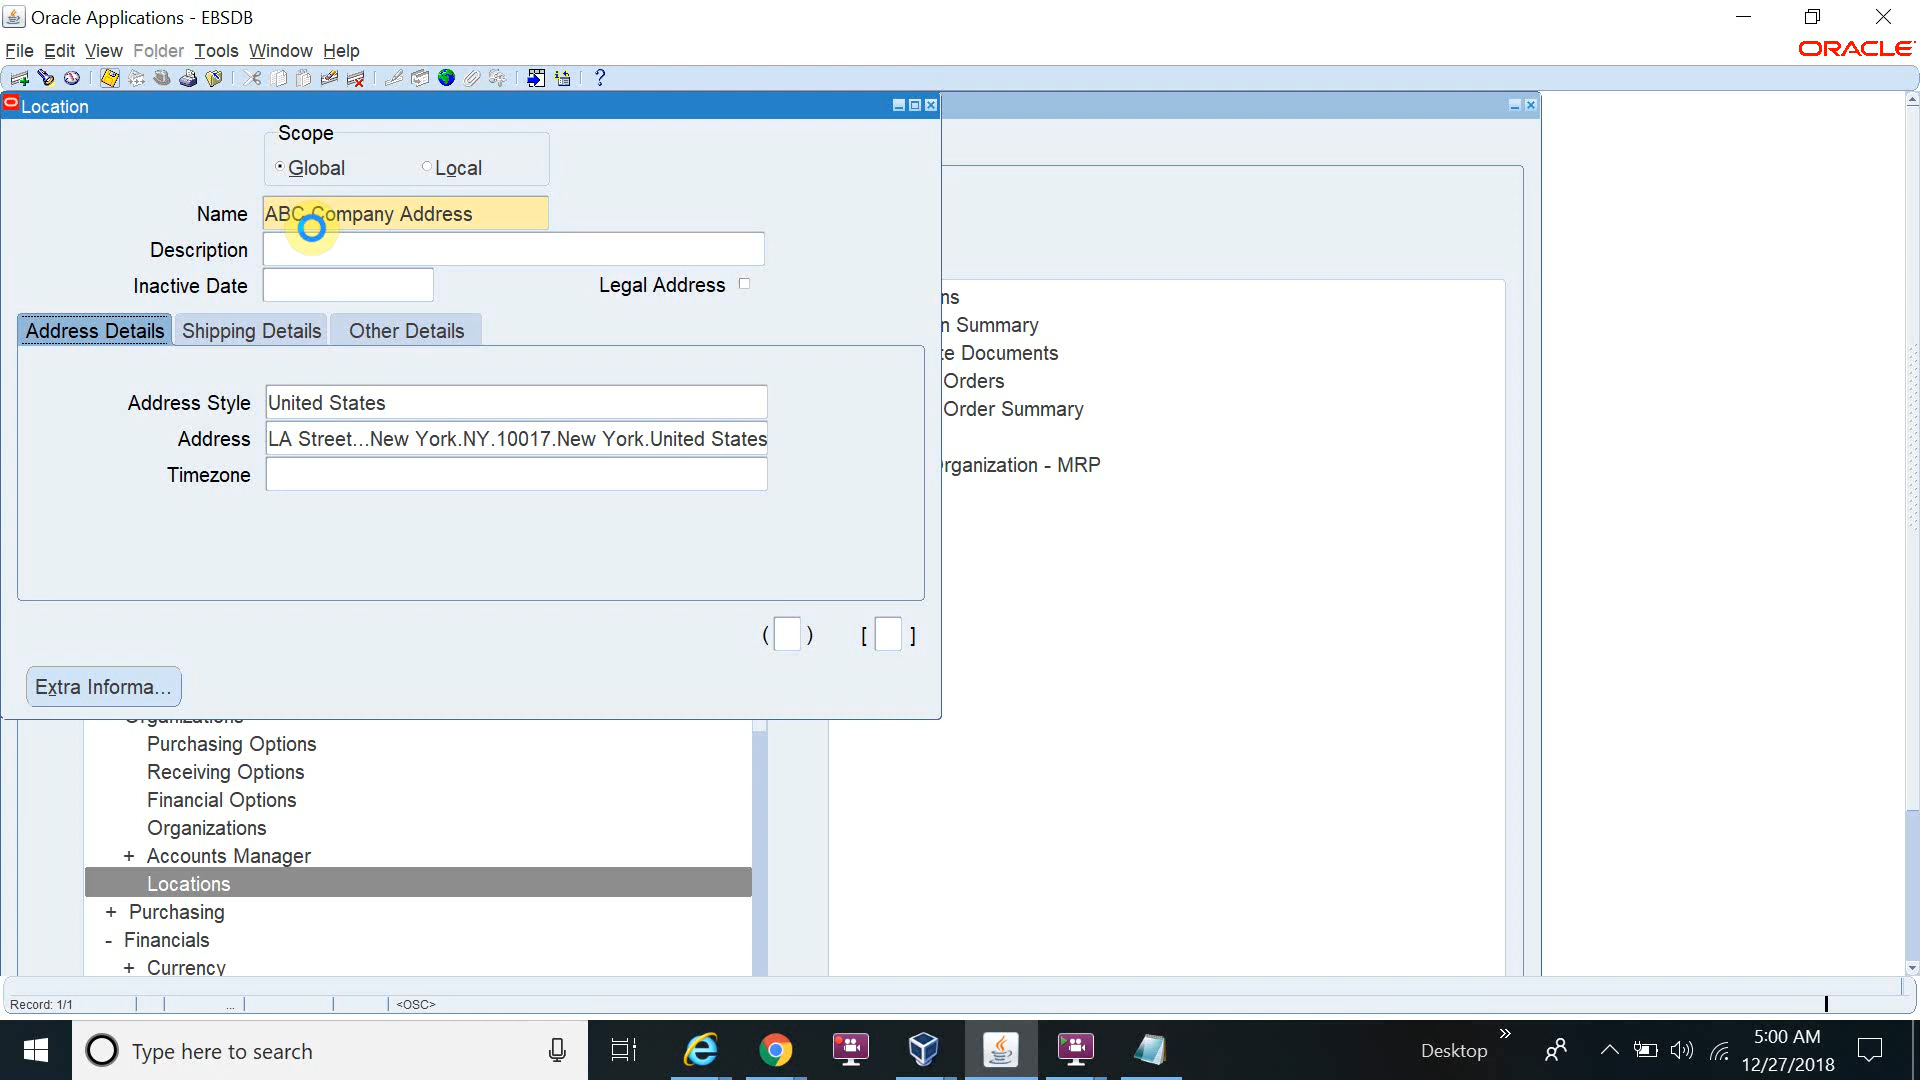 Oracle Applications - EBSDB
File Edit View Folder Tools Window Help
ORACLE
Location
Scope
Global Local
Name ABC Company Address
Description
Inactive Date Legal Address
Address Details Shipping Details Other Details
Address Style United States
Address LA Street...New York.NY.10017.New York.United States
Timezone
( ) [ ]
Extra Informa...
ns
n Summary
te Documents
Orders
Order Summary
rganization - MRP
Organizations
Purchasing Options
Receiving Options
Financial Options
Organizations
+ Accounts Manager
Locations
+ Purchasing
- Financials
+ Currency
Record: 1/1 ... <OSC>
Type here to search
Desktop
5:00 AM
12/27/2018